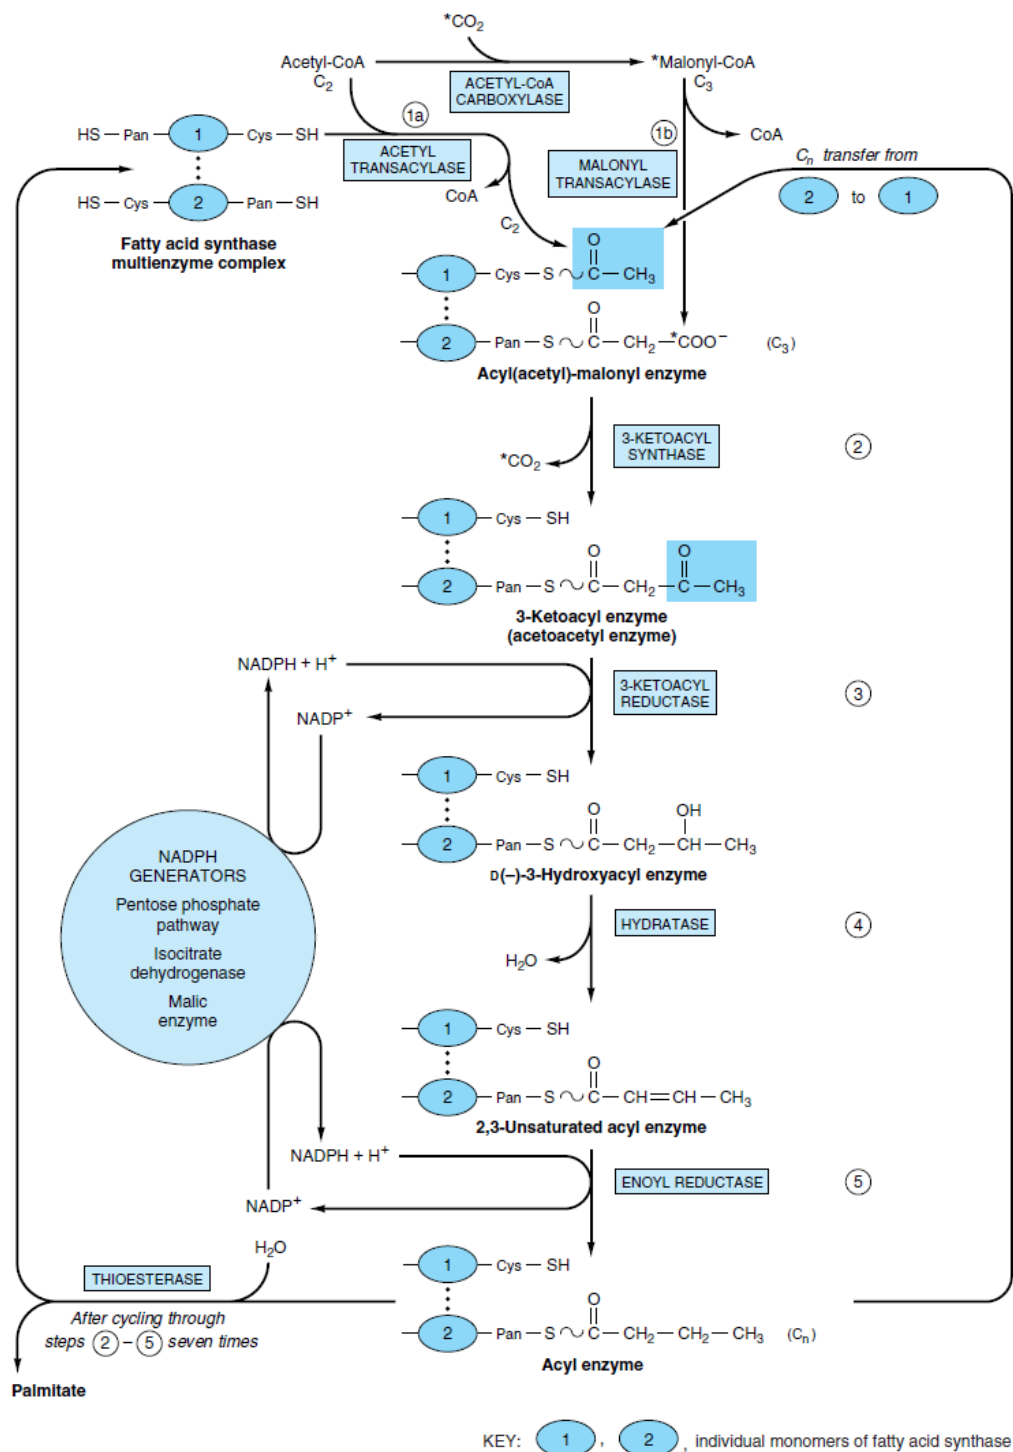 *CO2
Acetyl-CoA
C2
*Malonyl-CoA
C3
ACETYL-CoA
CARBOXYLASE
1a
1b
HS — Pan — 1 — Cys — SH
ACETYL
TRANSACYLASE
CoA
MALONYL
TRANSACYLASE
CoA
Cn transfer from
2 to 1
HS — Cys — 2 — Pan — SH
C2
Fatty acid synthase
multienzyme complex
O
1 — Cys — S ~ C — CH3
O
2 — Pan — S ~ C — CH2 — *COO− (C3)
Acyl(acetyl)-malonyl enzyme
3-KETOACYL
SYNTHASE
2
*CO2
1 — Cys — SH
O O
2 — Pan — S ~ C — CH2 — C — CH3
3-Ketoacyl enzyme
(acetoacetyl enzyme)
NADPH + H+
3-KETOACYL
REDUCTASE
3
NADP+
1 — Cys — SH
O OH
2 — Pan — S ~ C — CH2 — CH — CH3
D(–)-3-Hydroxyacyl enzyme
NADPH
GENERATORS
Pentose phosphate
pathway
Isocitrate
dehydrogenase
Malic
enzyme
HYDRATASE
4
H2O
1 — Cys — SH
O
2 — Pan — S ~ C — CH = CH — CH3
2,3-Unsaturated acyl enzyme
NADPH + H+
ENOYL REDUCTASE
5
NADP+
H2O
THIOESTERASE
1 — Cys — SH
After cycling through
steps 2 – 5 seven times
O
2 — Pan — S ~ C — CH2 — CH2 — CH3 (Cn)
Acyl enzyme
Palmitate
KEY: 1 , 2 , individual monomers of fatty acid synthase